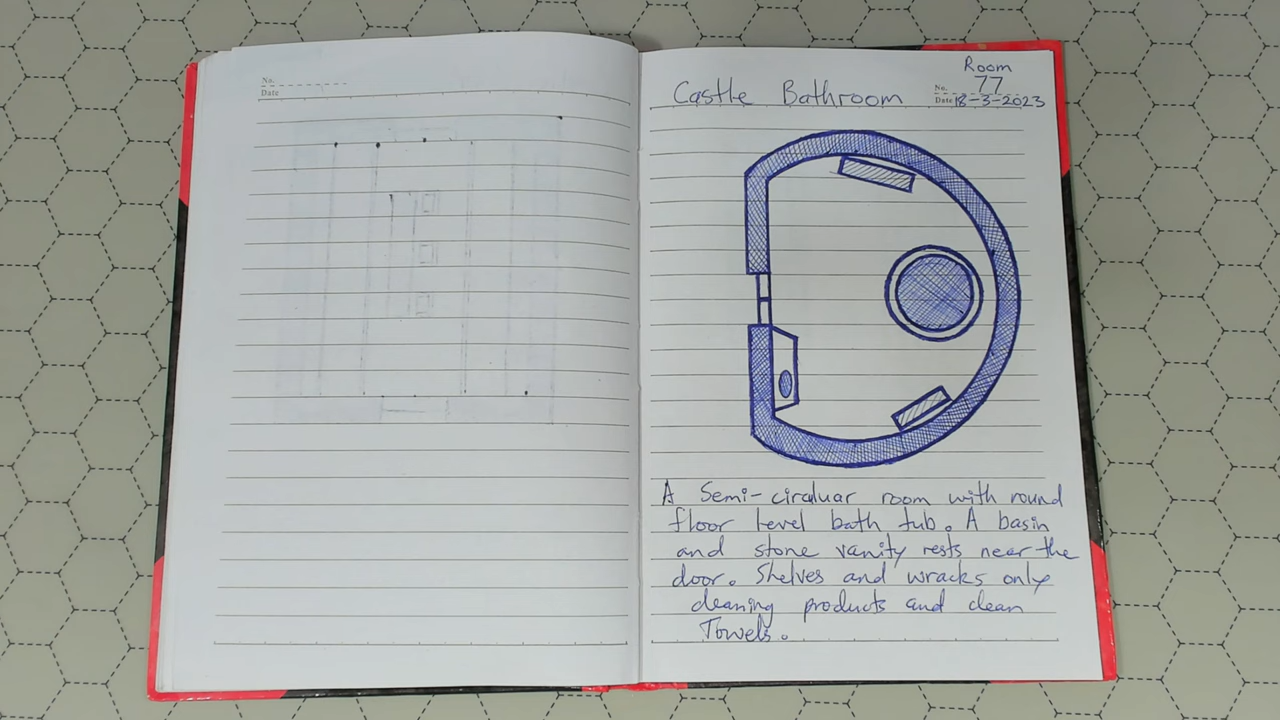 No.
Date
Room
Castle Bathroom
No. 77
Date 18-3-2023
A Semi-ciraluar room with round
floor level bath tub. A basin
and stone vanity rests near the
door. Shelves and wracks only
cleaning products and clean
Towels.